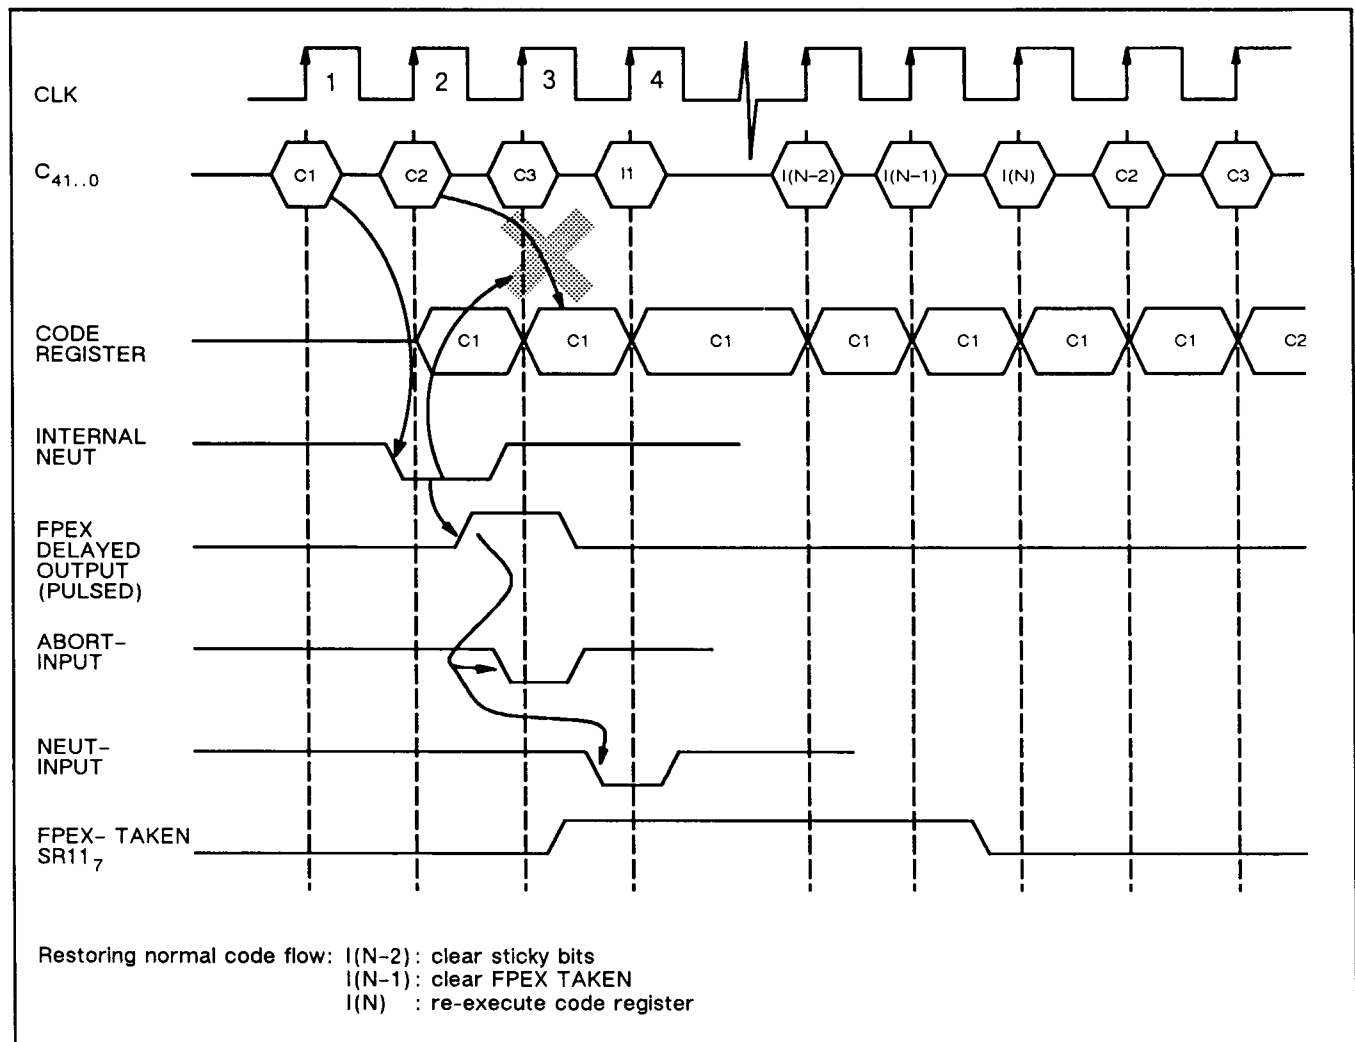 1 2 3 4
CLK
C41..0 C1 C2 C3 I1 I(N-2) I(N-1) I(N) C2 C3
CODE
REGISTER
C1 C1 C1 C1 C1 C1 C1 C2
INTERNAL
NEUT
FPEX
DELAYED
OUTPUT
(PULSED)
ABORT-
INPUT
NEUT-
INPUT
FPEX- TAKEN
SR117
Restoring normal code flow: I(N-2): clear sticky bits
I(N-1): clear FPEX TAKEN
I(N) : re-execute code register